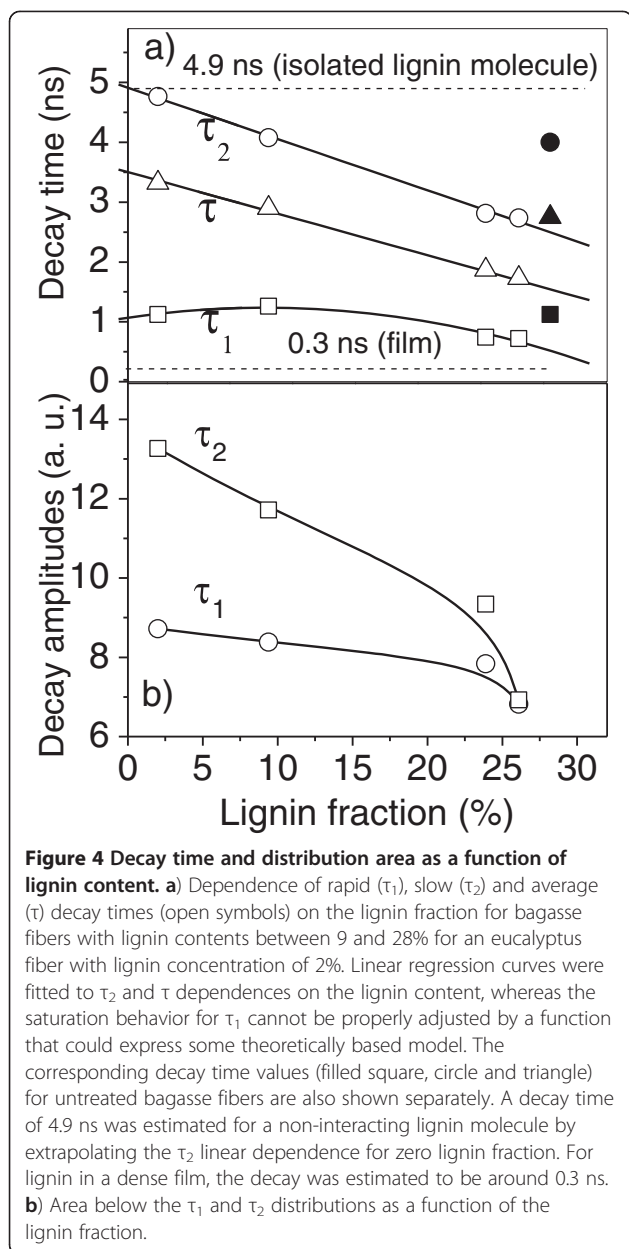 a)
4.9 ns (isolated lignin molecule)
Decay time (ns)
5
4
3
2
1
0
τ2
τ
τ1
0.3 ns (film)
Decay amplitudes (a. u.)
14
12
10
8
6
τ2
τ1
b)
0 5 10 15 20 25 30
Lignin fraction (%)
Figure 4 Decay time and distribution area as a function of
lignin content. a) Dependence of rapid (τ1), slow (τ2) and average
(τ) decay times (open symbols) on the lignin fraction for bagasse
fibers with lignin contents between 9 and 28% for an eucalyptus
fiber with lignin concentration of 2%. Linear regression curves were
fitted to τ2 and τ dependences on the lignin content, whereas the
saturation behavior for τ1 cannot be properly adjusted by a function
that could express some theoretically based model. The
corresponding decay time values (filled square, circle and triangle)
for untreated bagasse fibers are also shown separately. A decay time
of 4.9 ns was estimated for a non-interacting lignin molecule by
extrapolating the τ2 linear dependence for zero lignin fraction. For
lignin in a dense film, the decay was estimated to be around 0.3 ns.
b) Area below the τ1 and τ2 distributions as a function of the
lignin fraction.